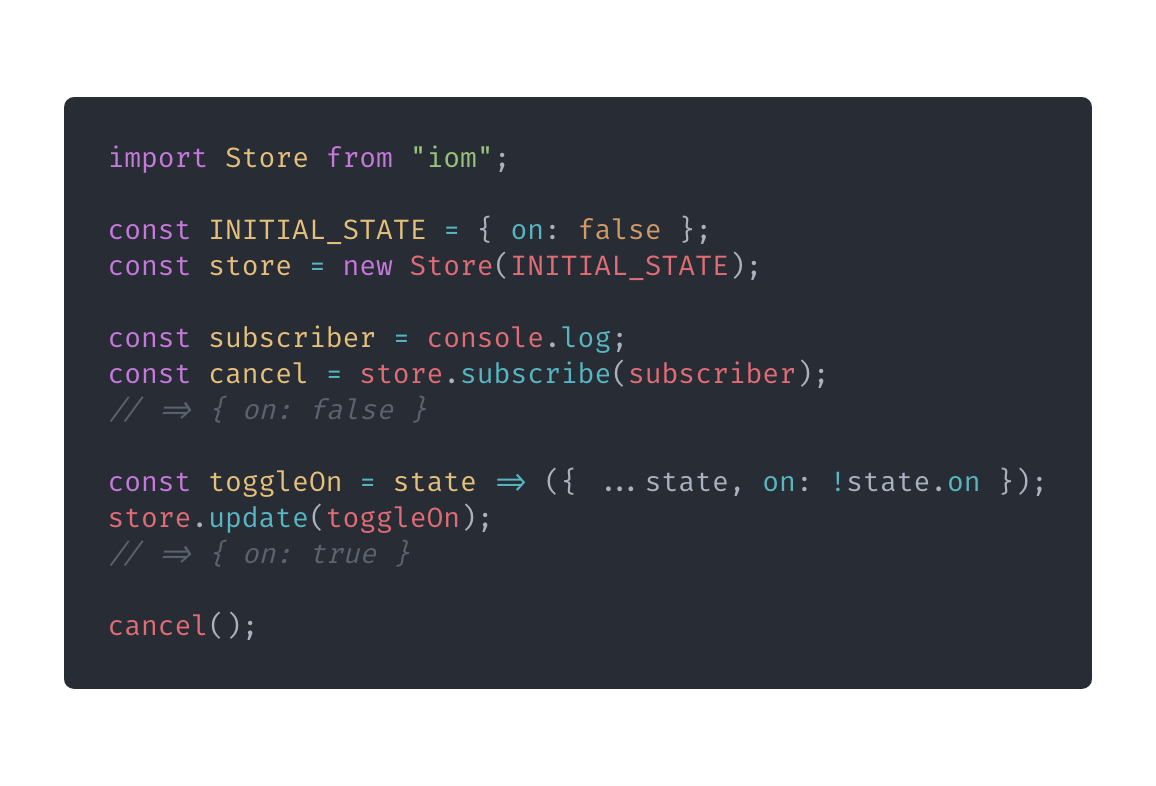 import Store from "iom";
const INITIAL_STATE = { on: false };
const store = new Store(INITIAL_STATE);
const subscriber = console.log;
const cancel = store.subscribe(subscriber);
// => { on: false }
const toggleOn = state => ({ ...state, on: !state.on });
store.update(toggleOn);
// => { on: true }
cancel();